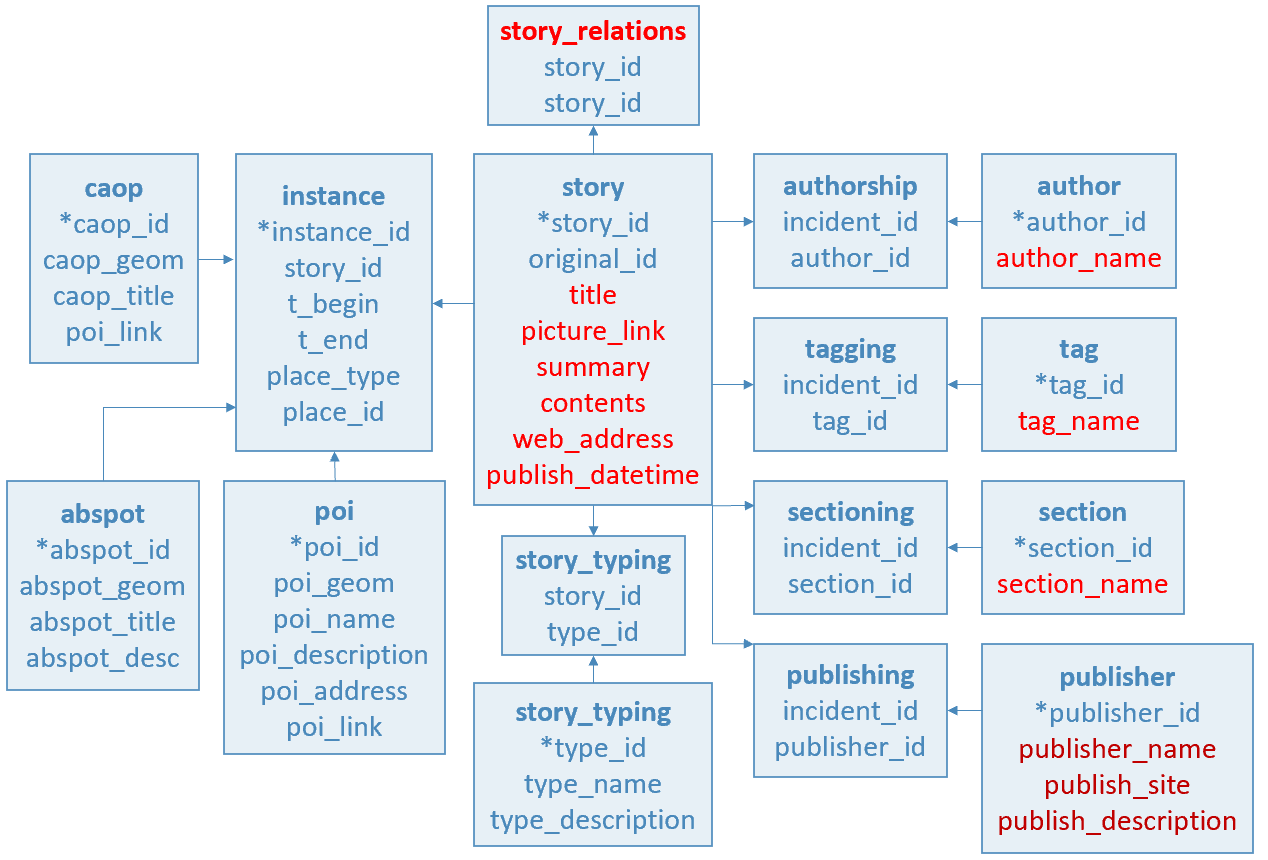 story_relations
story_id
story_id
caop
*caop_id
caop_geom
caop_title
poi_link
instance
*instance_id
story_id
t_begin
t_end
place_type
place_id
story
*story_id
original_id
title
picture_link
summary
contents
web_address
publish_datetime
authorship
incident_id
author_id
author
*author_id
author_name
tagging
incident_id
tag_id
tag
*tag_id
tag_name
abspot
*abspot_id
abspot_geom
abspot_title
abspot_desc
poi
*poi_id
poi_geom
poi_name
poi_description
poi_address
poi_link
story_typing
story_id
type_id
story_typing
*type_id
type_name
type_description
sectioning
incident_id
section_id
section
*section_id
section_name
publishing
incident_id
publisher_id
publisher
*publisher_id
publisher_name
publish_site
publish_description